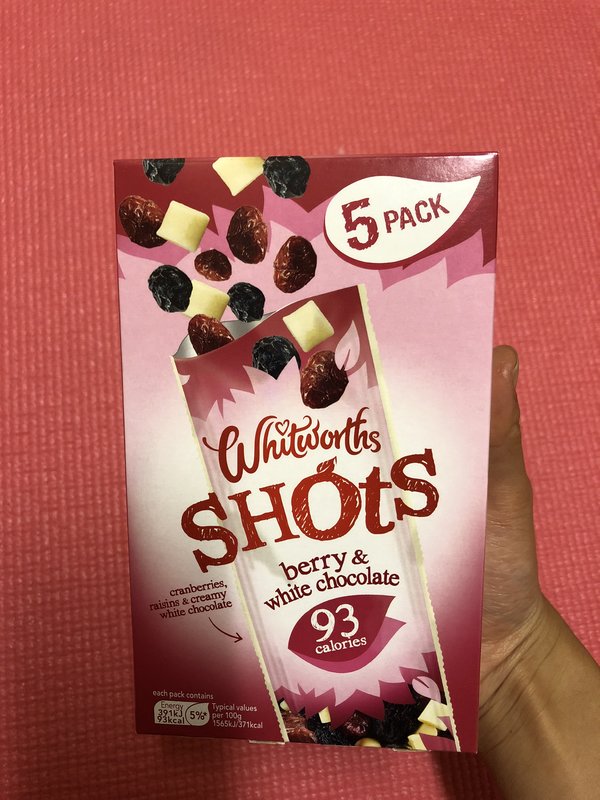 5 PACK
Whitworths
SHOtS
berry &
white chocolate
93
calories
cranberries,
raisins & creamy
white chocolate
each pack contains
Energy
391kJ
93kcal
5%*
Typical values
per 100g
1565kJ/371kcal